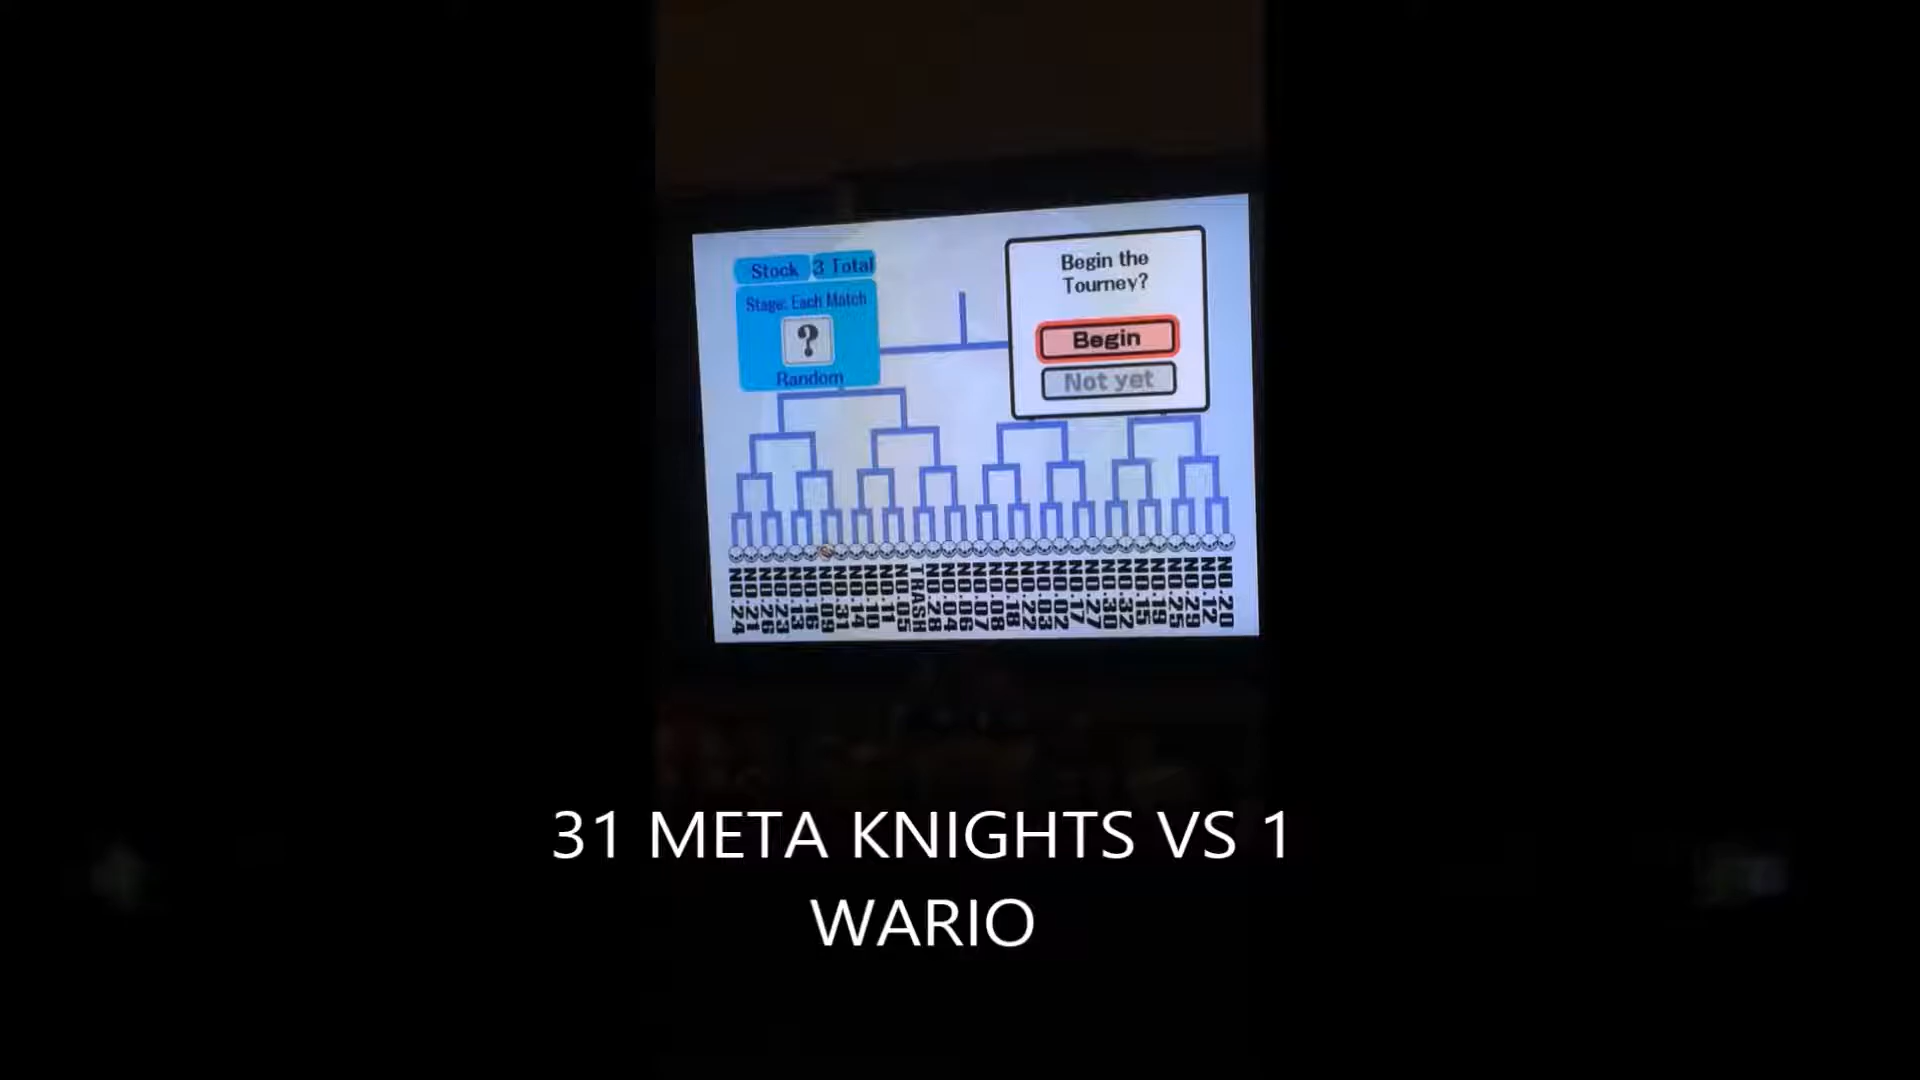 Stock 3 Total
Stage: Each Match
?
Random
Begin the
Tourney?
Begin
Not yet
NO.24
NO.21
NO.26
NO.23
NO.13
NO.16
NO.09
NO.31
NO.14
NO.10
NO.11
NO.05
TRASH
NO.28
NO.04
NO.06
NO.07
NO.08
NO.18
NO.22
NO.03
NO.02
NO.17
NO.27
NO.30
NO.32
NO.15
NO.19
NO.25
NO.29
NO.12
NO.20
31 META KNIGHTS VS 1
WARIO